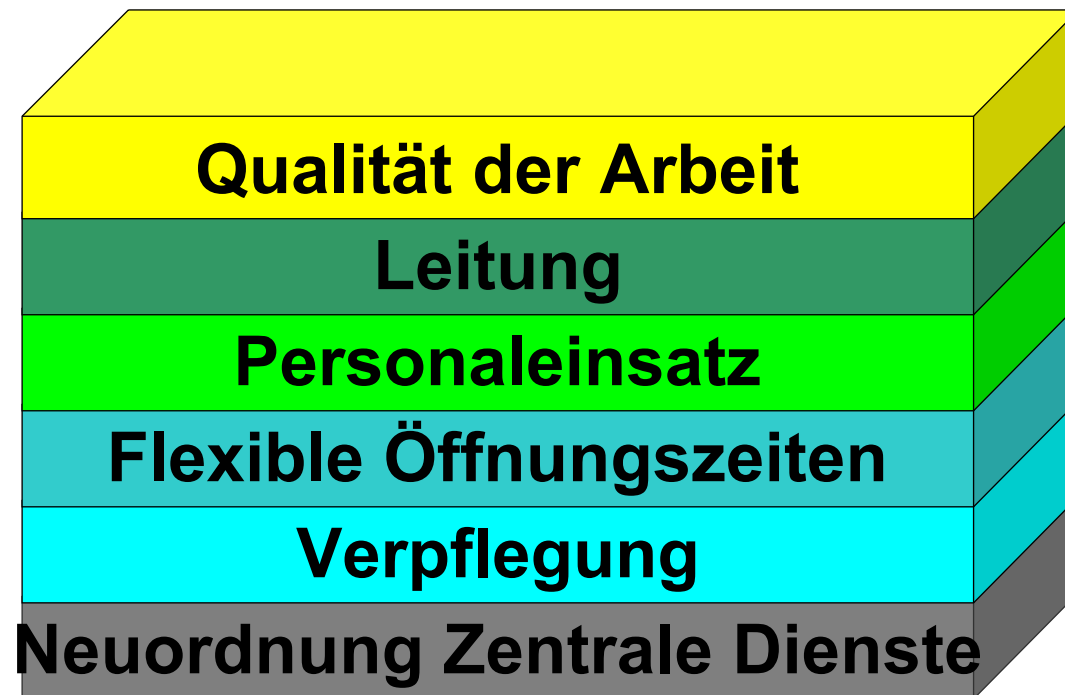 Qualität der Arbeit
Leitung
Personaleinsatz
Flexible Öffnungszeiten
Verpflegung
Neuordnung Zentrale Dienste